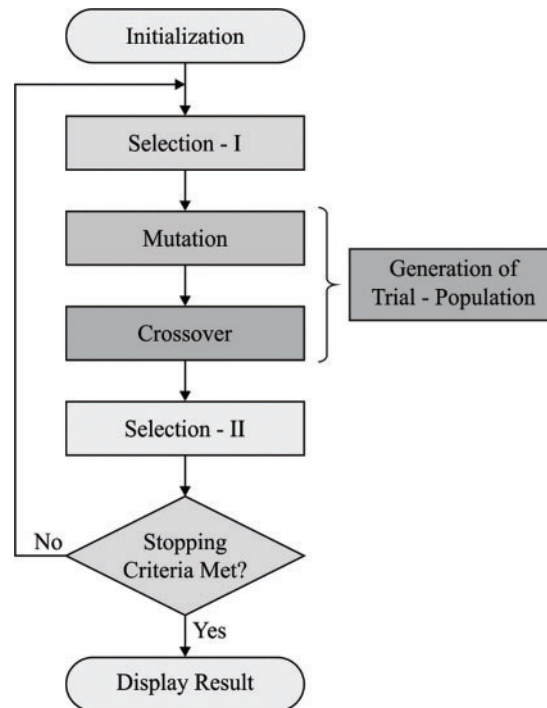 Initialization
Selection - I
Mutation
Generation of
Trial - Population
Crossover
Selection - II
No
Stopping
Criteria Met?
Yes
Display Result